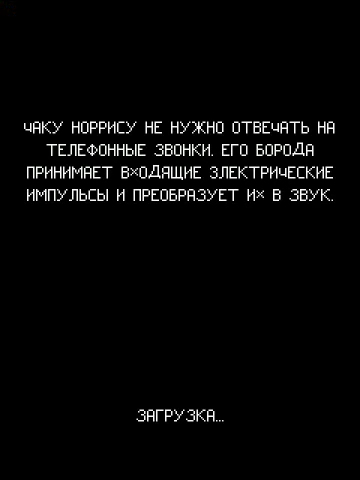 ЧАКУ НОРРИСУ НЕ НУЖНО ОТВЕЧАТЬ НА
ТЕЛЕФОННЫЕ ЗВОНКИ. ЕГО БОРОДА
ПРИНИМАЕТ ВХОДЯЩИЕ ЭЛЕКТРИЧЕСКИЕ
ИМПУЛЬСЫ И ПРЕОБРАЗУЕТ ИХ В ЗВУК.
ЗАГРУЗКА...